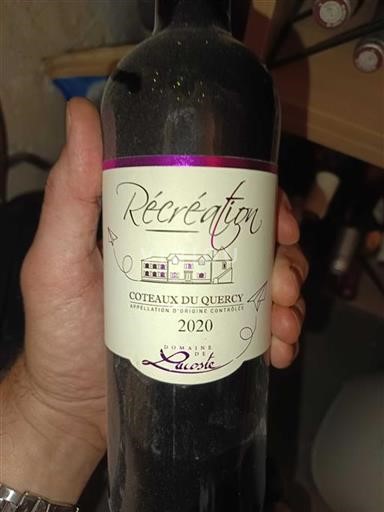 Récréation
COTEAUX DU QUERCY
APPELLATION D'ORIGINE CONTRÔLÉE
2020
DOMAINE
DE
Lacoste